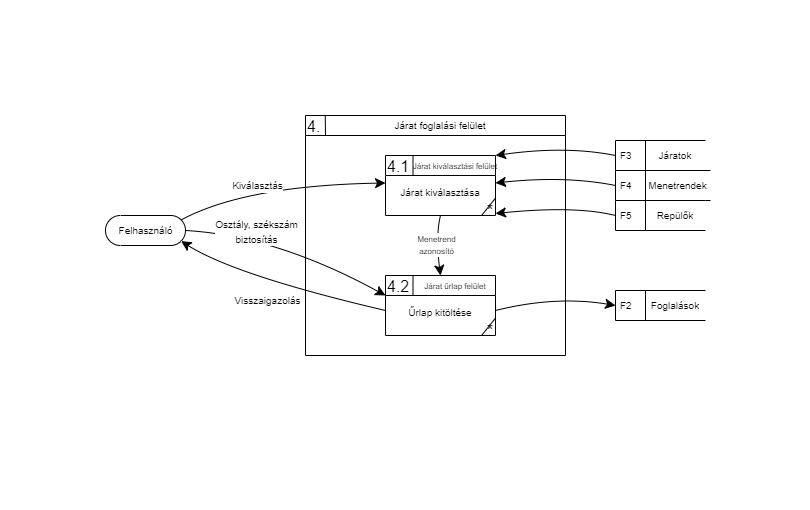 4.
Járat foglalási felület
4.1
Járat kiválasztási felület
Járat kiválasztása
*
F3
Járatok
F4
Menetrendek
F5
Repülők
Kiválasztás
Felhasználó
Osztály, székszám
biztosítás
Menetrend
azonosító
Visszaigazolás
4.2
Járat űrlap felület
Űrlap kitöltése
*
F2
Foglalások